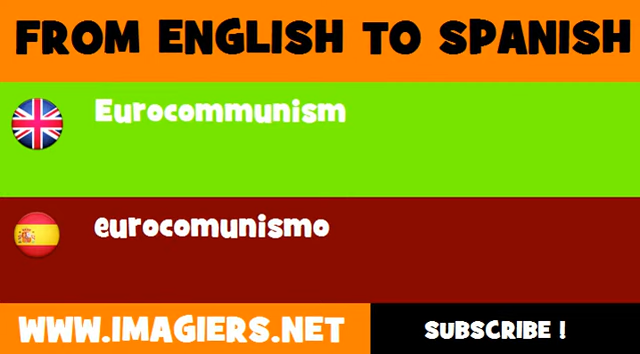 FROM ENGLISH TO SPANISH
Eurocommunism
eurocomunismo
WWW.IMAGIERS.NET
SUBSCRIBE !